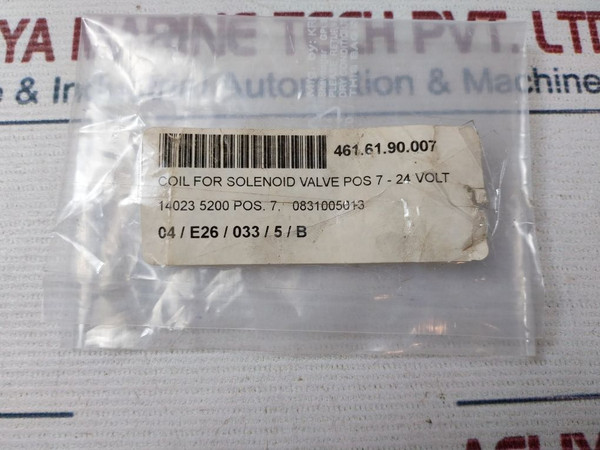 YA MARINE TECH PVT. LTD
e & Industry Automation & Machine
461.61.90.007
COIL FOR SOLENOID VALVE POS 7 - 24 VOLT
14023 5200 POS. 7, 0831005013
04 / E26 / 033 / 5 / B